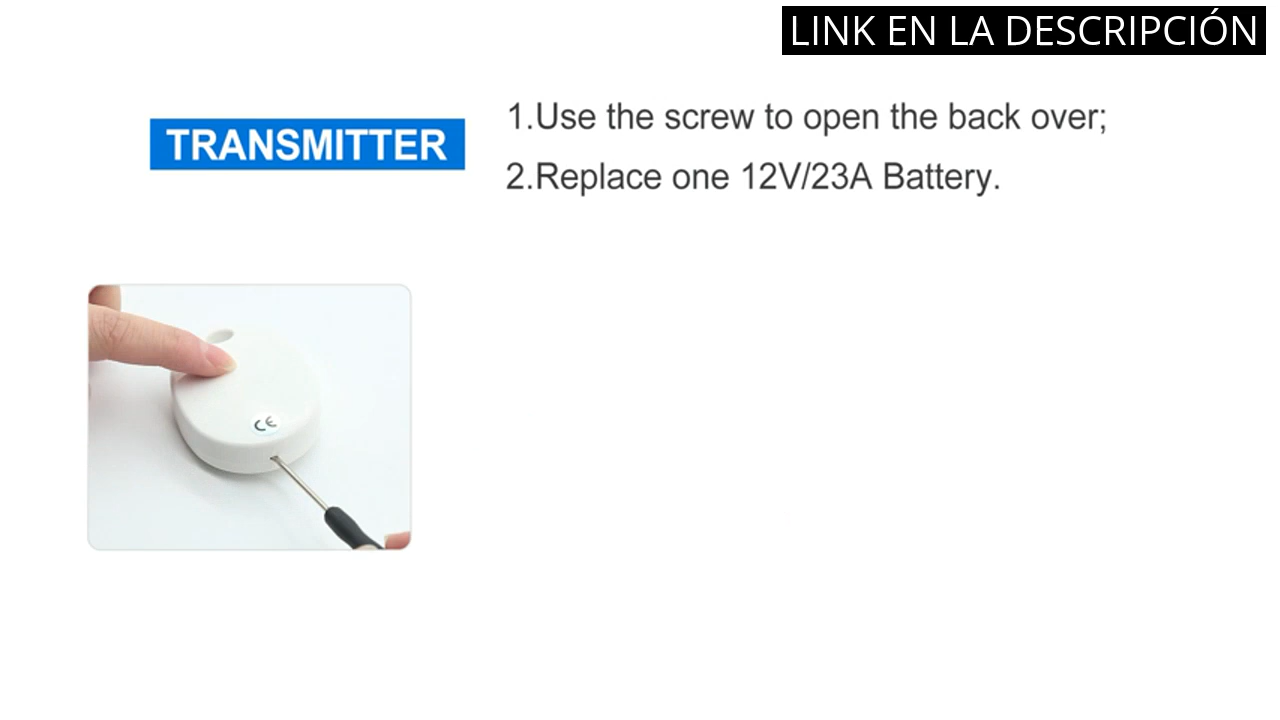 LINK EN LA DESCRIPCIÓN
TRANSMITTER
1.Use the screw to open the back over;
2.Replace one 12V/23A Battery.
CE